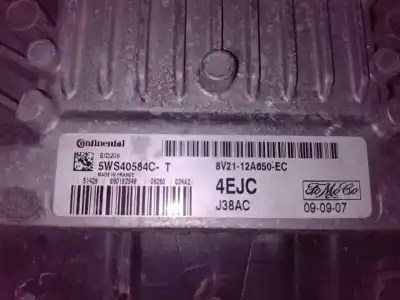 Continental
SID206
5WS40584C- T
MADE IN FRANCE
8V21-12A650-EC
4EJC
J38AC
FoMoCo
09-09-07